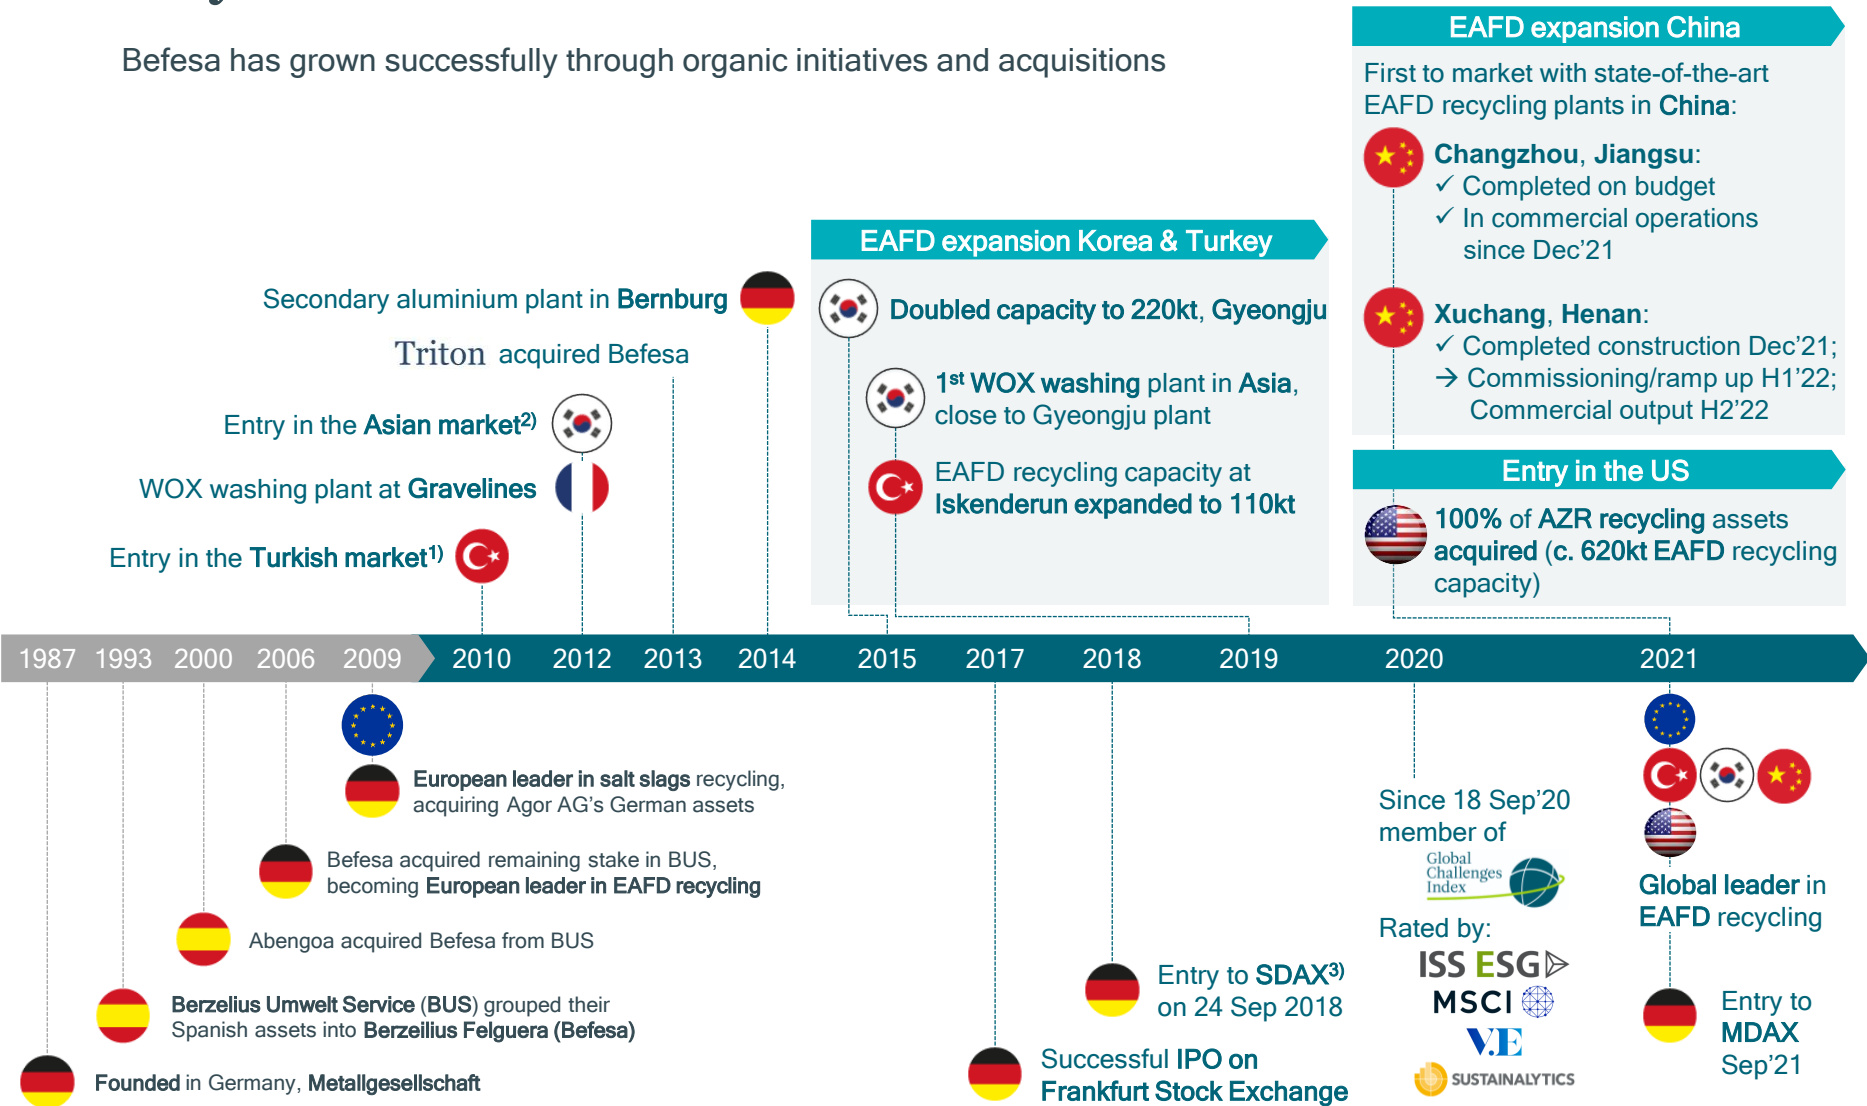 Befesa has grown successfully through organic initiatives and acquisitions
EAFD expansion China
First to market with state-of-the-art
EAFD recycling plants in China:
Changzhou, Jiangsu:
✓ Completed on budget
✓ In commercial operations
since Dec’21
Xuchang, Henan:
✓ Completed construction Dec’21;
→ Commissioning/ramp up H1’22;
Commercial output H2’22
Entry in the US
100% of AZR recycling assets
acquired (c. 620kt EAFD recycling
capacity)
EAFD expansion Korea & Turkey
Doubled capacity to 220kt, Gyeongju
1st WOX washing plant in Asia,
close to Gyeongju plant
EAFD recycling capacity at
Iskenderun expanded to 110kt
Secondary aluminium plant in Bernburg
Triton acquired Befesa
Entry in the Asian market2)
WOX washing plant at Gravelines
Entry in the Turkish market1)
1987 1993 2000 2006 2009 2010 2012 2013 2014 2015 2017 2018 2019 2020 2021
European leader in salt slags recycling,
acquiring Agor AG’s German assets
Befesa acquired remaining stake in BUS,
becoming European leader in EAFD recycling
Abengoa acquired Befesa from BUS
Berzelius Umwelt Service (BUS) grouped their
Spanish assets into Berzeilius Felguera (Befesa)
Founded in Germany, Metallgesellschaft
Successful IPO on
Frankfurt Stock Exchange
Entry to SDAX3)
on 24 Sep 2018
Since 18 Sep’20
member of
Global
Challenges
Index
Rated by:
ISS ESG
MSCI
V.E
SUSTAINALYTICS
Global leader in
EAFD recycling
Entry to
MDAX
Sep’21